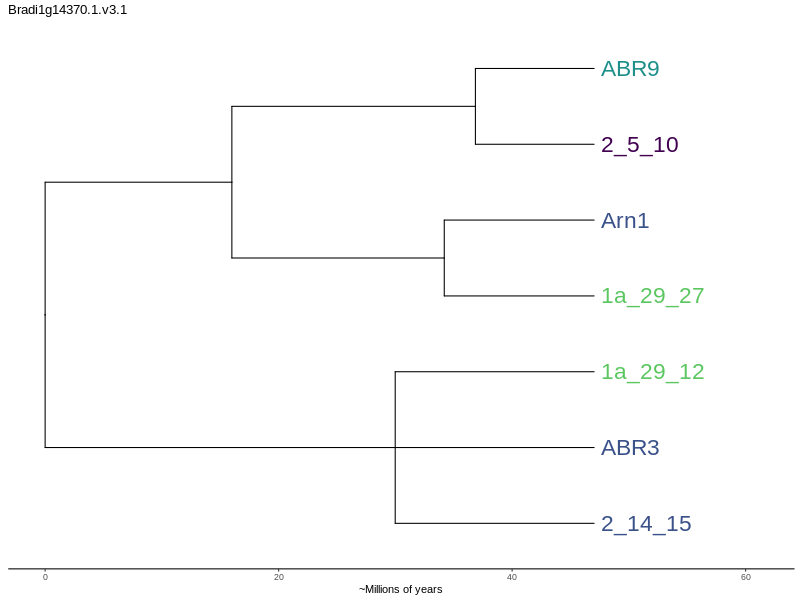 Bradi1g14370.1.v3.1
ABR9
2_5_10
Arn1
1a_29_27
1a_29_12
ABR3
2_14_15
0 20 40 60
~Millions of years